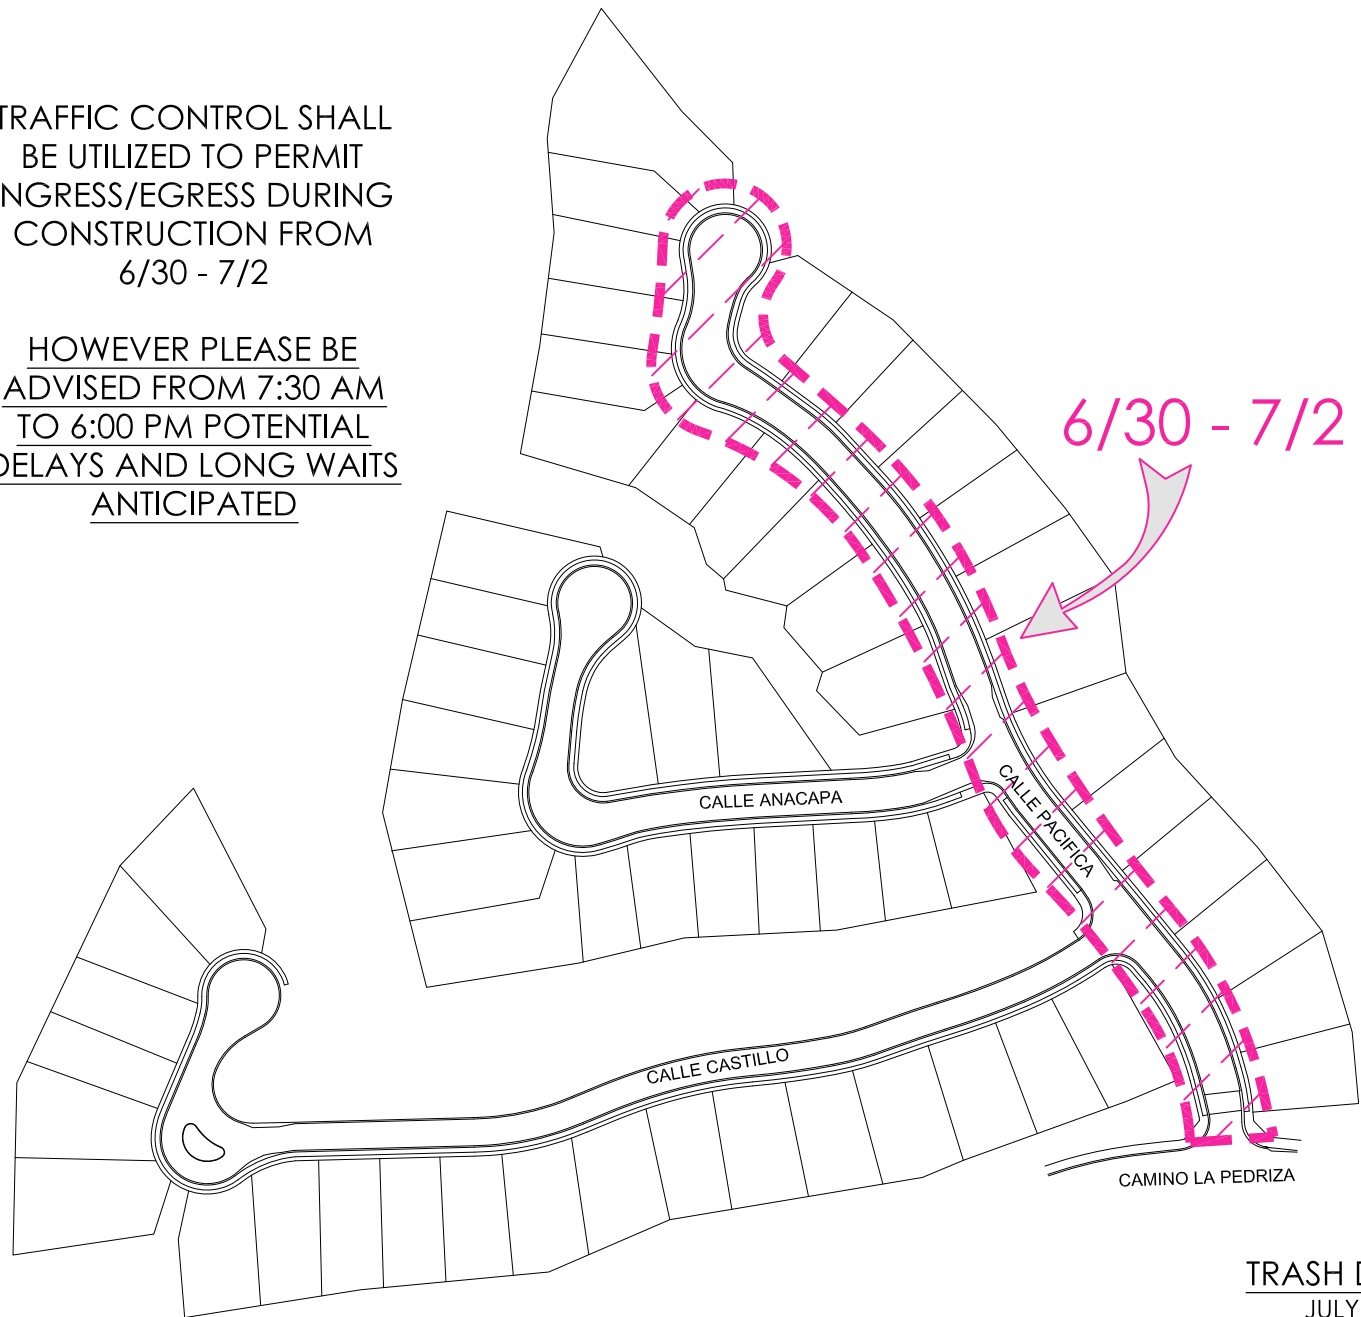 TRAFFIC CONTROL SHALL
BE UTILIZED TO PERMIT
NGRESS/EGRESS DURING
CONSTRUCTION FROM
6/30 - 7/2
HOWEVER PLEASE BE
ADVISED FROM 7:30 AM
TO 6:00 PM POTENTIAL
DELAYS AND LONG WAITS
ANTICIPATED
6/30 - 7/2
CALLE ANACAPA
CALLE PACIFICA
CALLE CASTILLO
CAMINO LA PEDRIZA
TRASH D
JULY